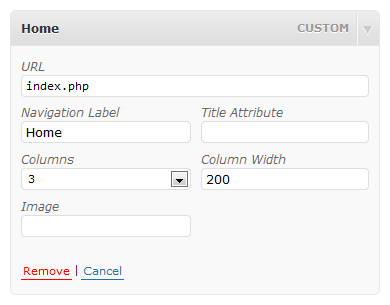 Home CUSTOM
URL
index.php
Navigation Label Title Attribute
Home
Columns Column Width
3 200
Image
Remove | Cancel